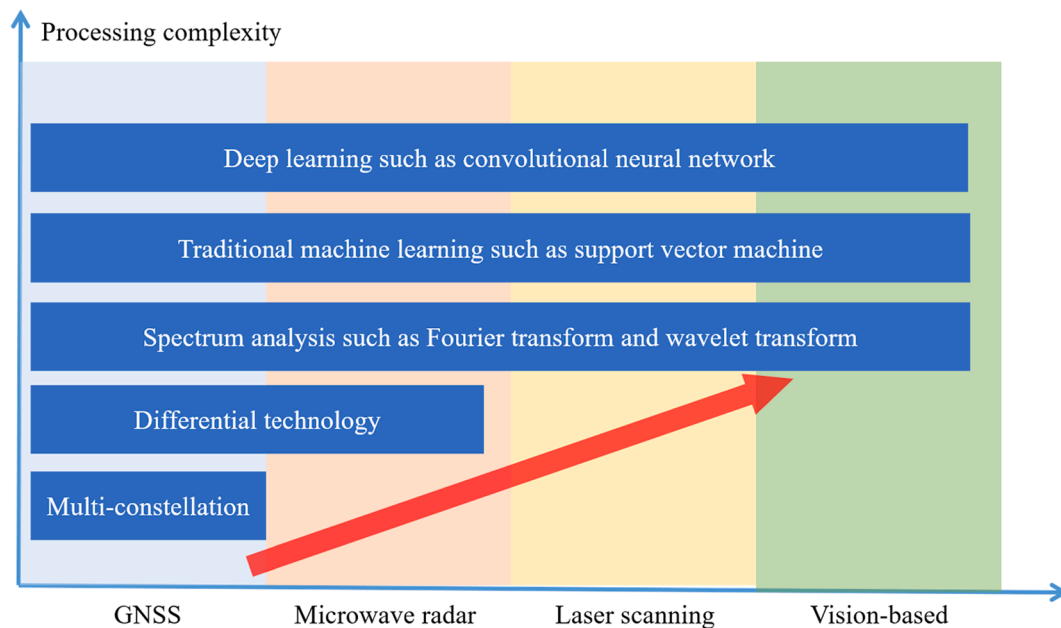 Processing complexity
Deep learning such as convolutional neural network
Traditional machine learning such as support vector machine
Spectrum analysis such as Fourier transform and wavelet transform
Differential technology
Multi-constellation
GNSS
Microwave radar
Laser scanning
Vision-based